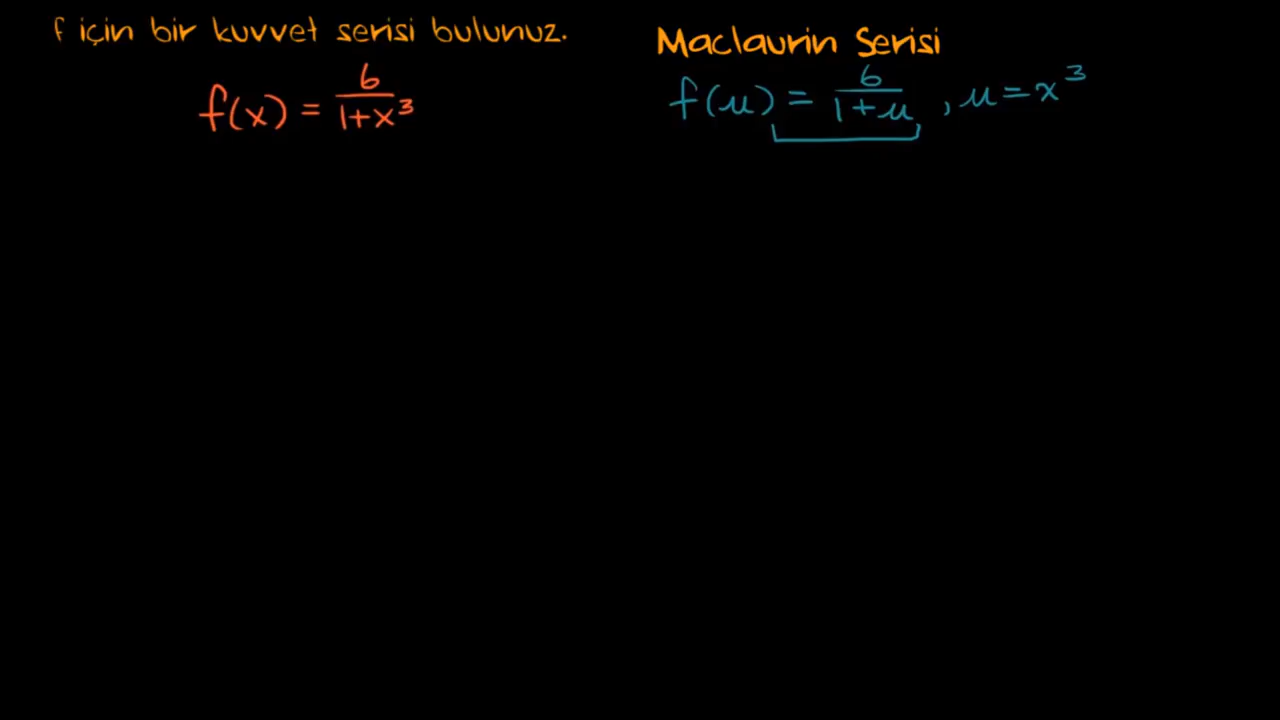 f için bir kuvvet serisi bulunuz.
f(x) = 6/(1+x³)
Maclaurin Serisi
f(u) = 6/(1+u), u=x³